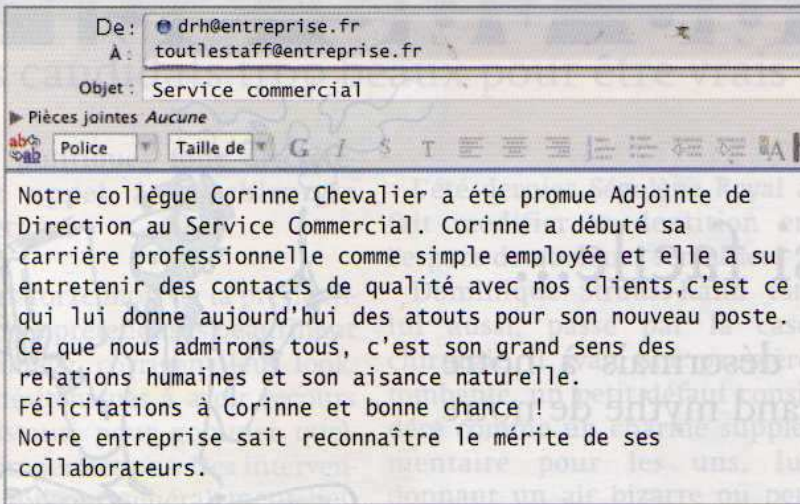 De : drh@entreprise.fr
À : toutlestaff@entreprise.fr
Objet : Service commercial
Pièces jointes Aucune
Police Taille de G I S T A
Notre collègue Corinne Chevalier a été promue Adjointe de
Direction au Service Commercial. Corinne a débuté sa
carrière professionnelle comme simple employée et elle a su
entretenir des contacts de qualité avec nos clients,c'est ce
qui lui donne aujourd'hui des atouts pour son nouveau poste.
Ce que nous admirons tous, c'est son grand sens des
relations humaines et son aisance naturelle.
Félicitations à Corinne et bonne chance !
Notre entreprise sait reconnaître le mérite de ses
collaborateurs.